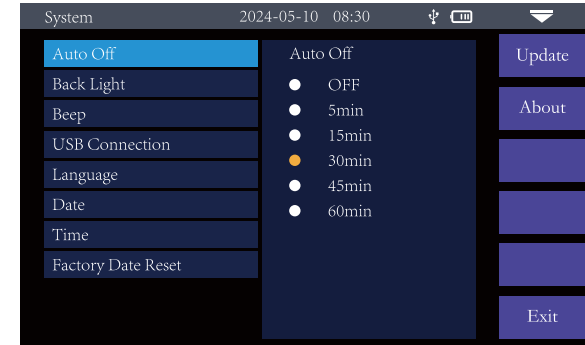 System 2024-05-10 08:30
Auto Off
Back Light
Beep
USB Connection
Language
Date
Time
Factory Date Reset
Auto Off
OFF
5min
15min
30min
45min
60min
Update
About
Exit